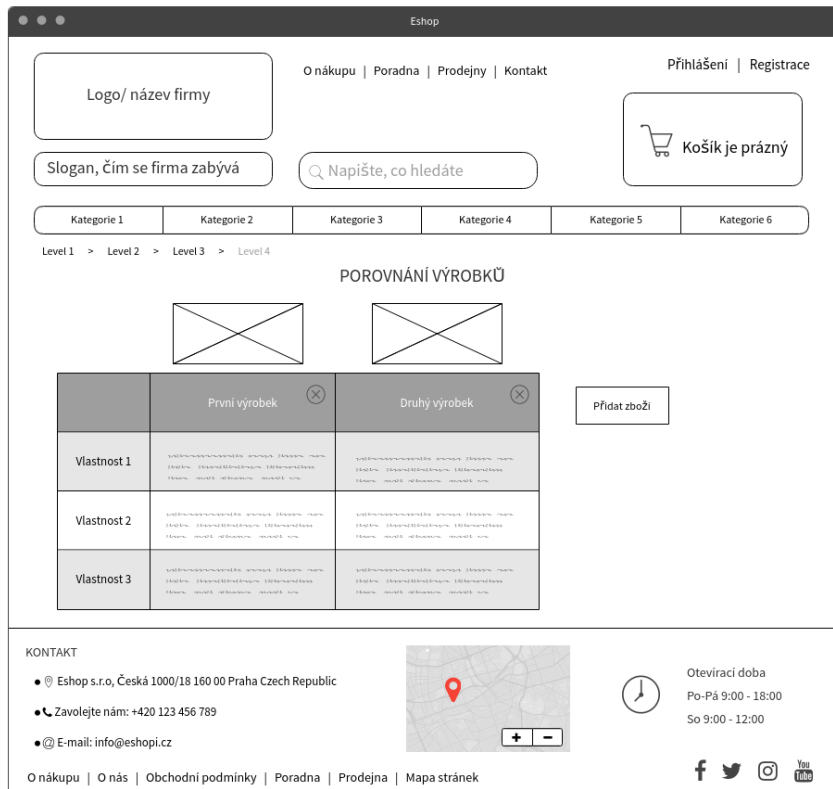 Eshop
Logo/ název firmy
O nákupu | Poradna | Prodejny | Kontakt
Přihlášení | Registrace
Košík je prázný
Slogan, čím se firma zabývá
Napište, co hledáte
Kategorie 1 Kategorie 2 Kategorie 3 Kategorie 4 Kategorie 5 Kategorie 6
Level 1 > Level 2 > Level 3 > Level 4
POROVNÁNÍ VÝROBKŮ
První výrobek Druhý výrobek
Přidat zboži
Vlastnost 1
Vlastnost 2
Vlastnost 3
KONTAKT
Eshop s.r.o, Česká 1000/18 160 00 Praha Czech Republic
Zavolejte nám: +420 123 456 789
@ E-mail: info@eshopi.cz
Otevírací doba
Po-Pá 9:00 - 18:00
So 9:00 - 12:00
O nákupu | O nás | Obchodní podmínky | Poradna | Prodejna | Mapa stránek
You
Tube